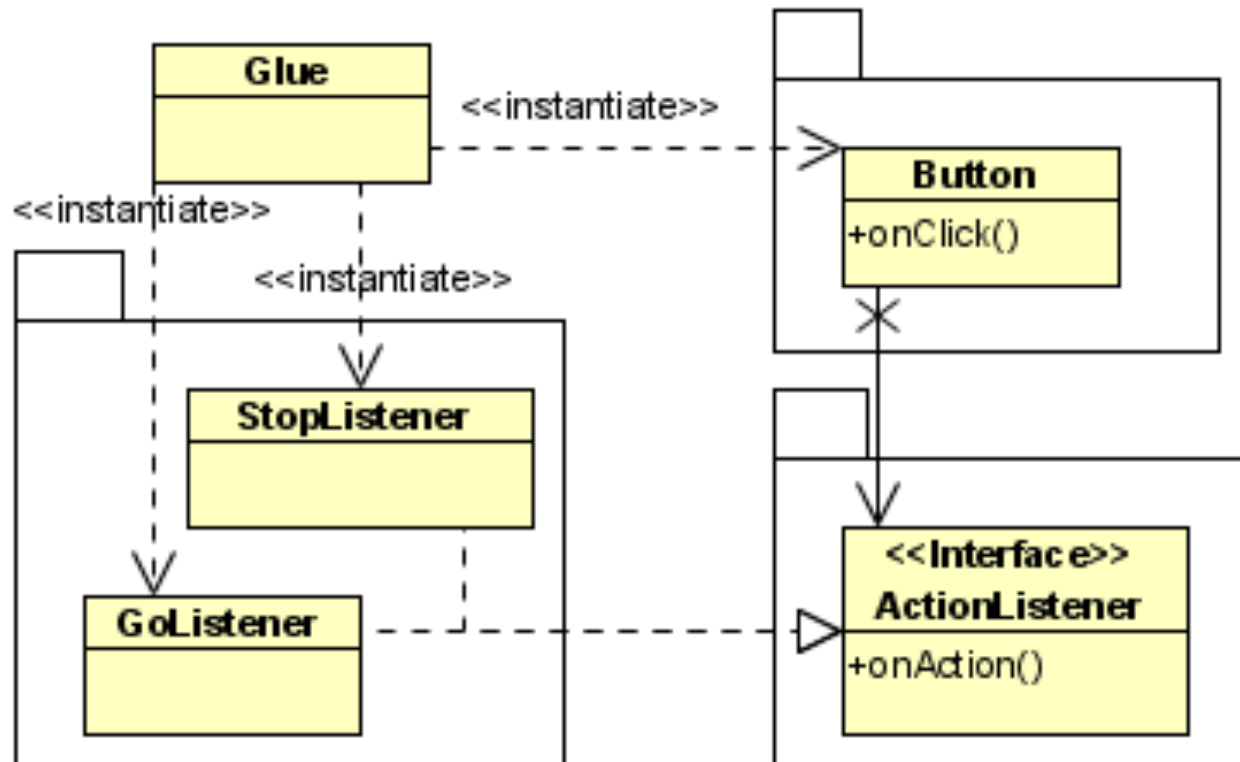 Glue
<<instantiate>>
Button
+onClick()
<<instantiate>>
<<instantiate>>
StopListener
GoListener
<<Interface>>
ActionListener
+onAction()